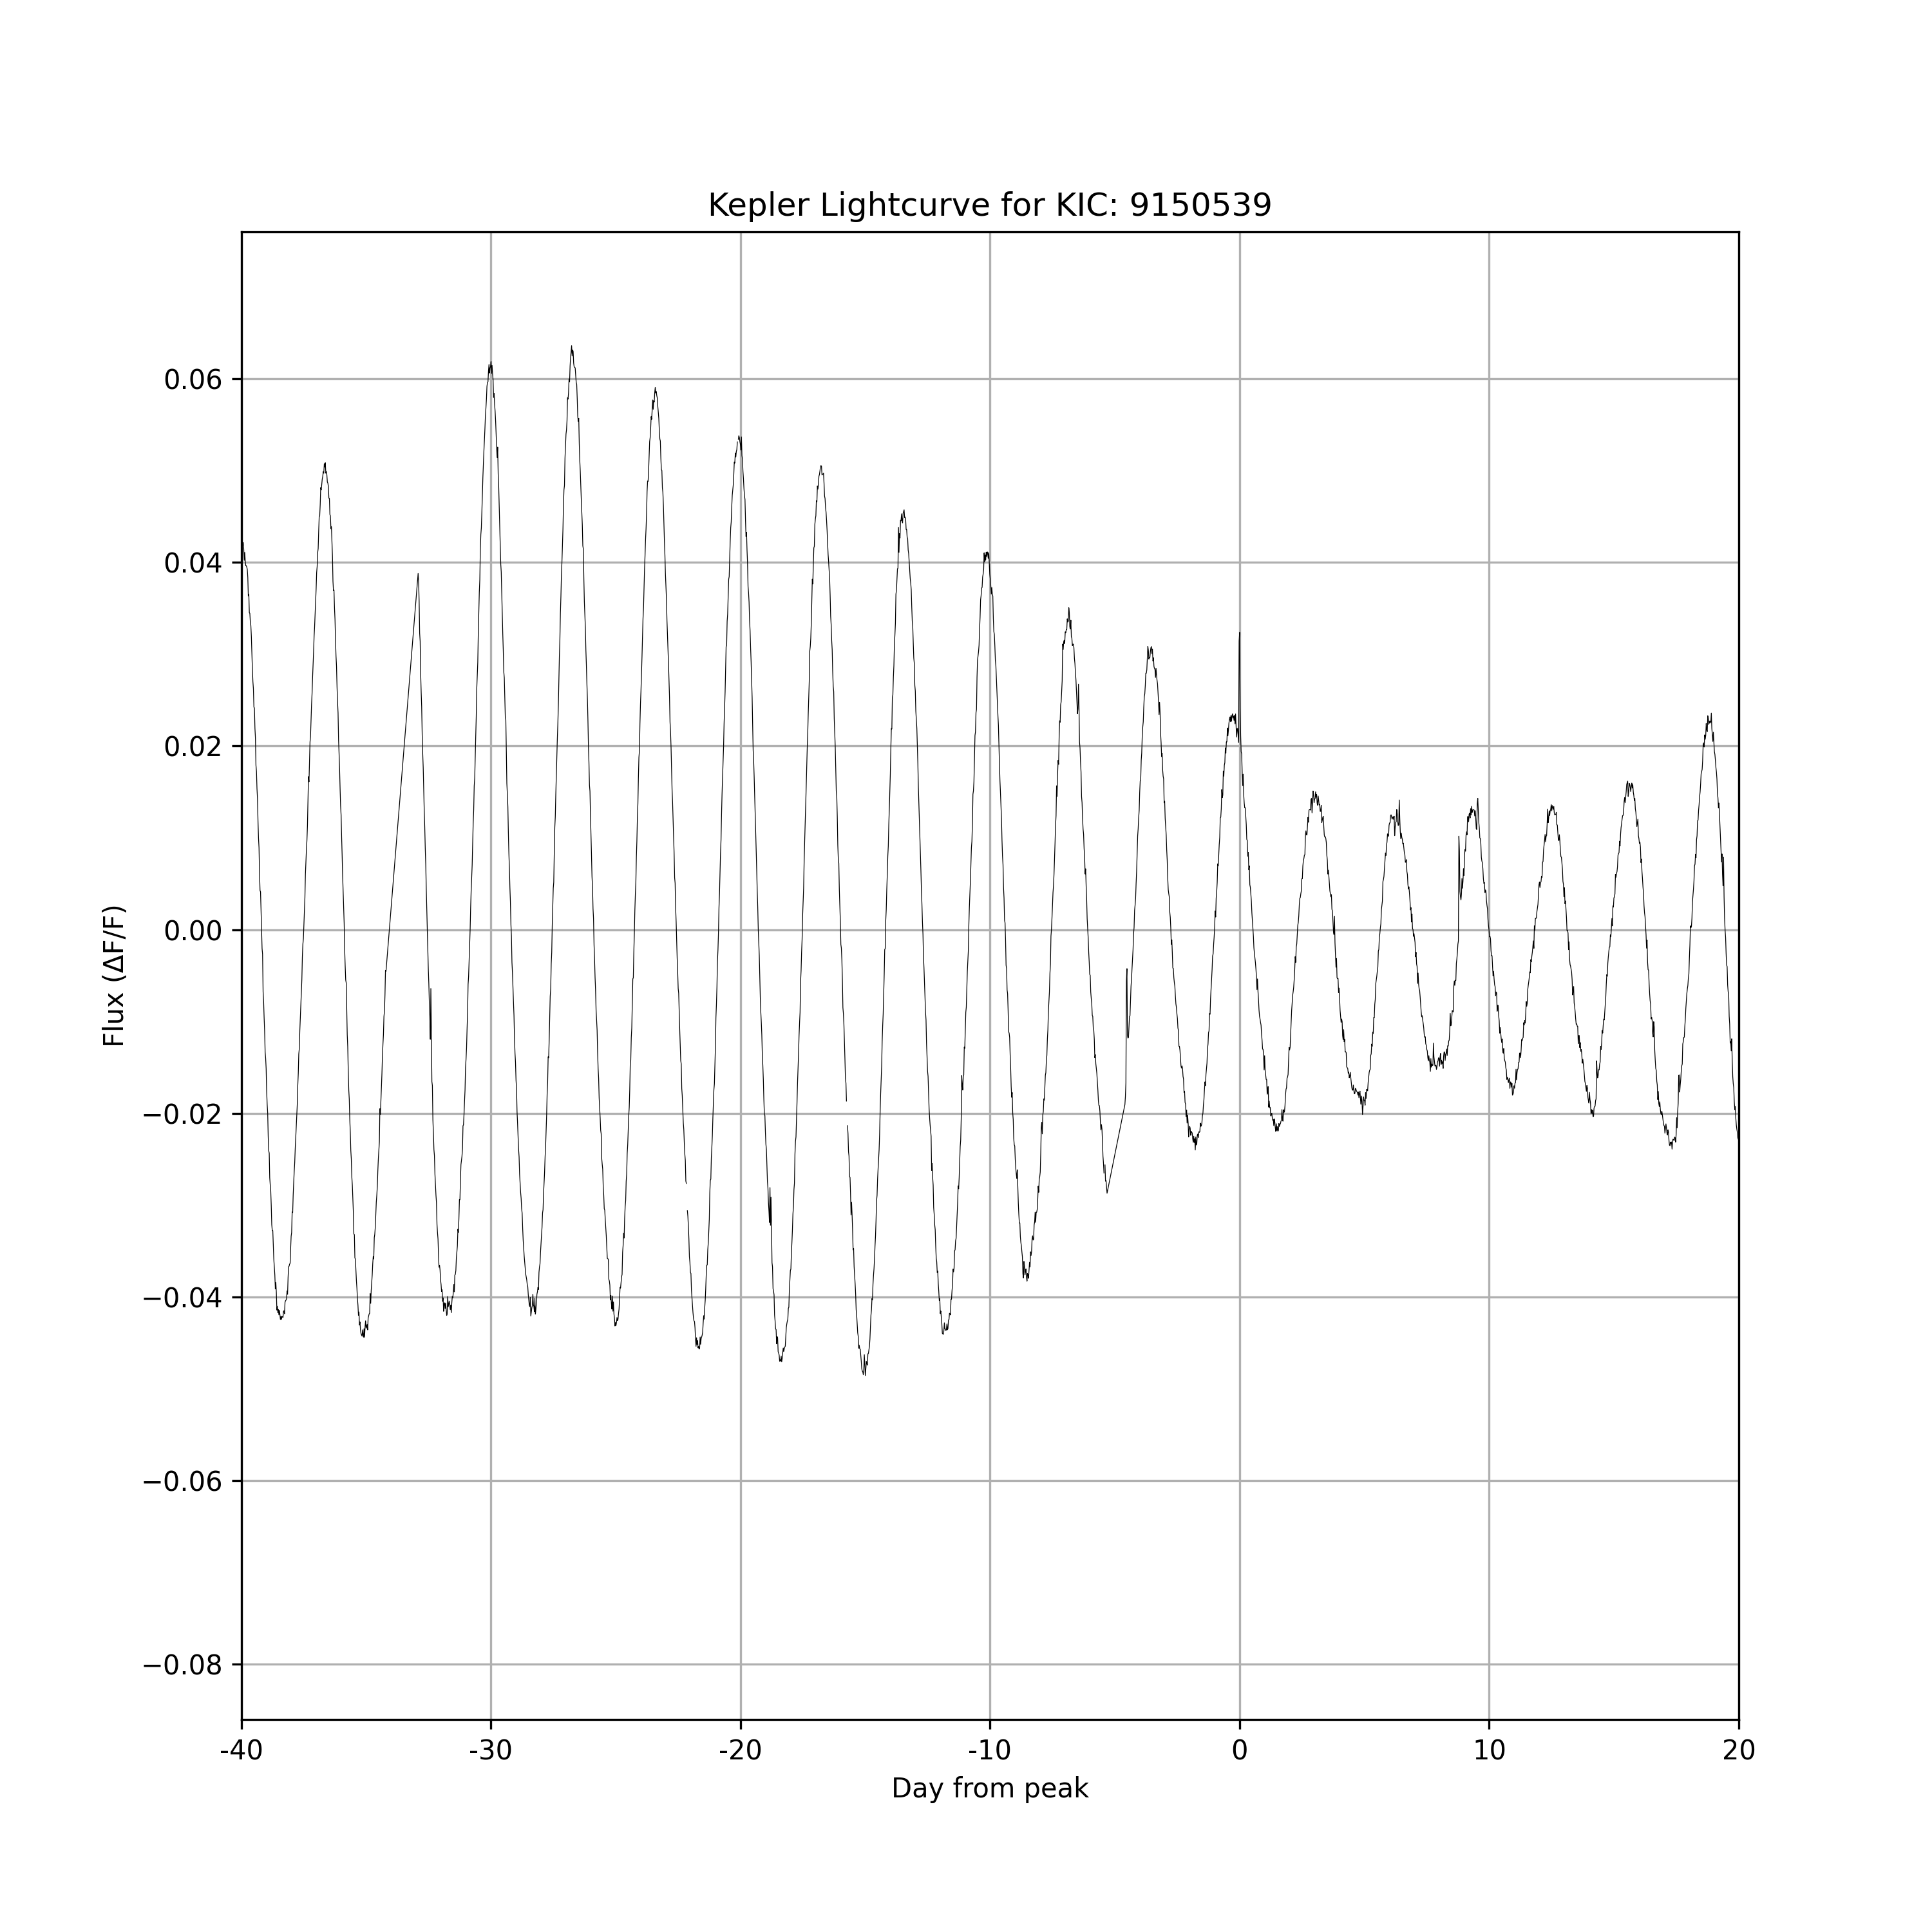 Kepler Lightcurve for KIC: 9150539
Flux (ΔF/F)
0.06
0.04
0.02
0.00
−0.02
−0.04
−0.06
−0.08
-40 -30 -20 -10 0 10 20
Day from peak